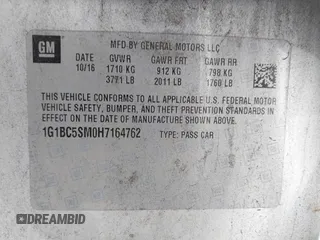 GM
MFD BY GENERAL MOTORS LLC
DATE GVWR GAWR FRT GAWR RR
10/16 1710 KG 912 KG 798 KG
3771 LB 2011 LB 1760 LB
THIS VEHICLE CONFORMS TO ALL APPLICABLE U.S. FEDERAL MOTOR
VEHICLE SAFETY, BUMPER, AND THEFT PREVENTION STANDARDS IN
EFFECT ON THE DATE OF MANUFACTURE SHOWN ABOVE.
1G1BC5SM0H7164762 TYPE: PASS CAR
DREAMBID